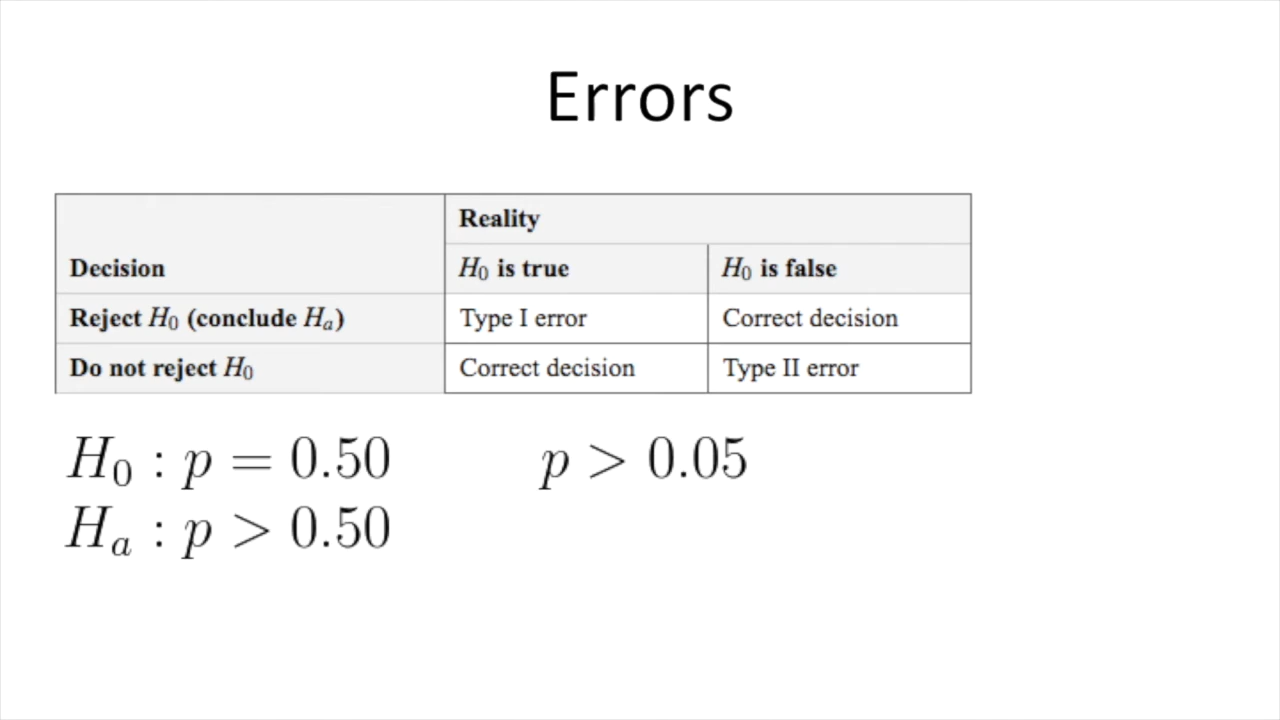 Errors
Reality
Decision H₀ is true H₀ is false
Reject H₀ (conclude Hₐ) Type I error Correct decision
Do not reject H₀ Correct decision Type II error
H₀ : p = 0.50 p > 0.05
Hₐ : p > 0.50